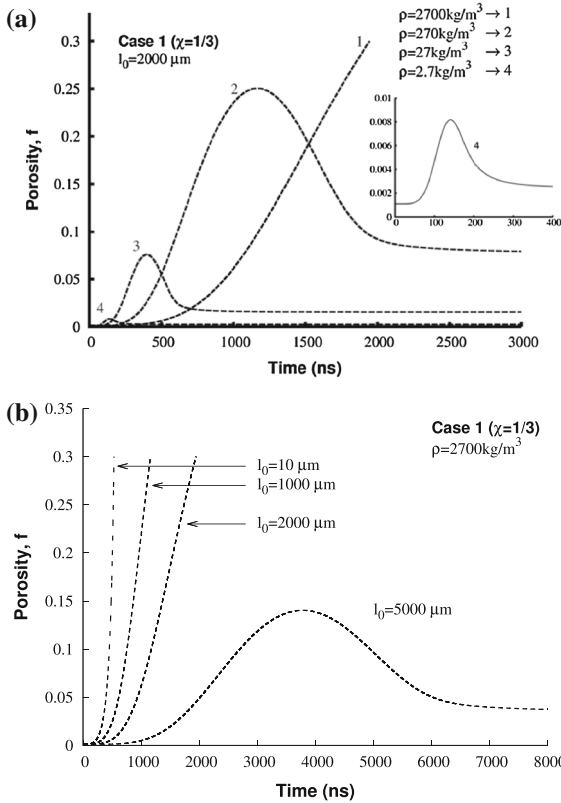 (a)
Case 1 (χ=1/3)
l₀=2000 μm
ρ=2700kg/m³ → 1
ρ=270kg/m³ → 2
ρ=27kg/m³ → 3
ρ=2.7kg/m³ → 4
Porosity, f
0.3
0.25
0.2
0.15
0.1
0.05
0
1
2
3
4
0.01
0.008
0.006
0.004
0.002
0
4
0 100 200 300 400
0 500 1000 1500 2000 2500 3000
Time (ns)
(b)
Case 1 (χ=1/3)
ρ=2700kg/m³
Porosity, f
0.35
0.3
0.25
0.2
0.15
0.1
0.05
0
l₀=10 μm
l₀=1000 μm
l₀=2000 μm
l₀=5000 μm
0 1000 2000 3000 4000 5000 6000 7000 8000
Time (ns)